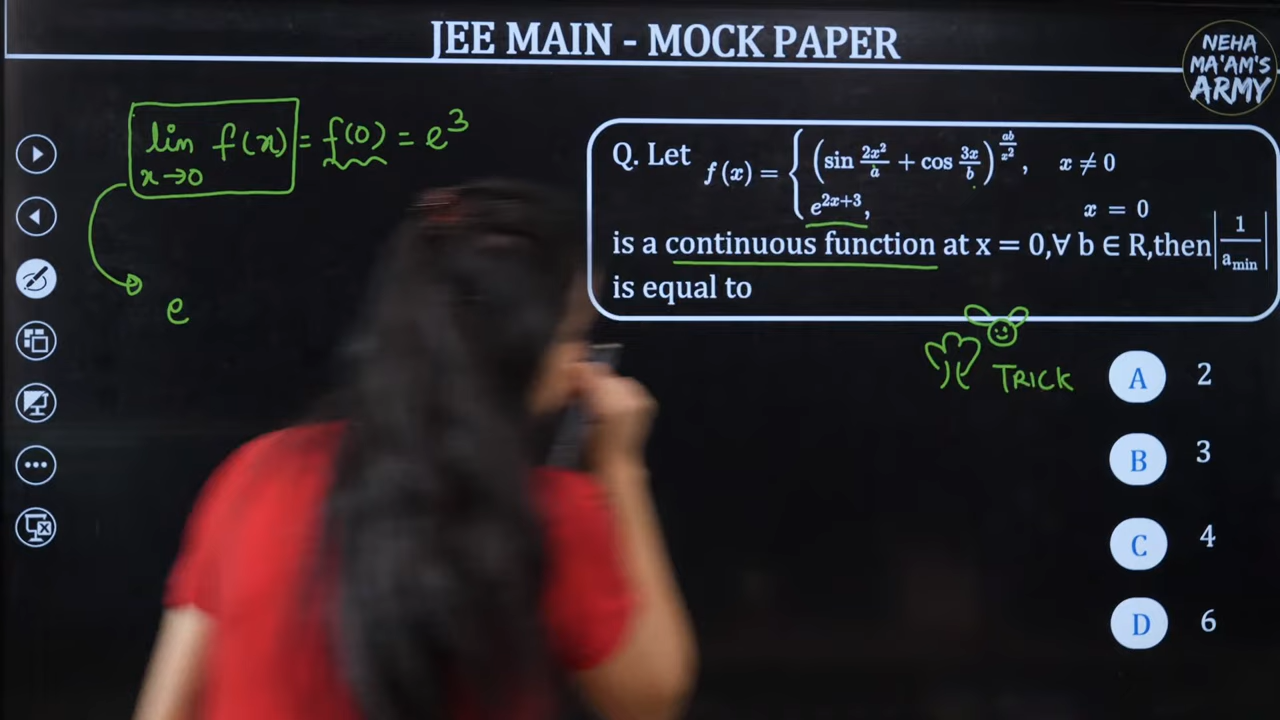 JEE MAIN - MOCK PAPER
NEHA
MA'AM'S
ARMY
lim f(x) = f(0) = e³
x→0
e
Q. Let f(x) = { (sin 2x²/a + cos 3x/b)^(ab/x²), x ≠ 0
e^(2x+3), x = 0
is a continuous function at x = 0,∀ b ∈ R,then |1/a_min|
is equal to
TRICK
A 2
B 3
C 4
D 6